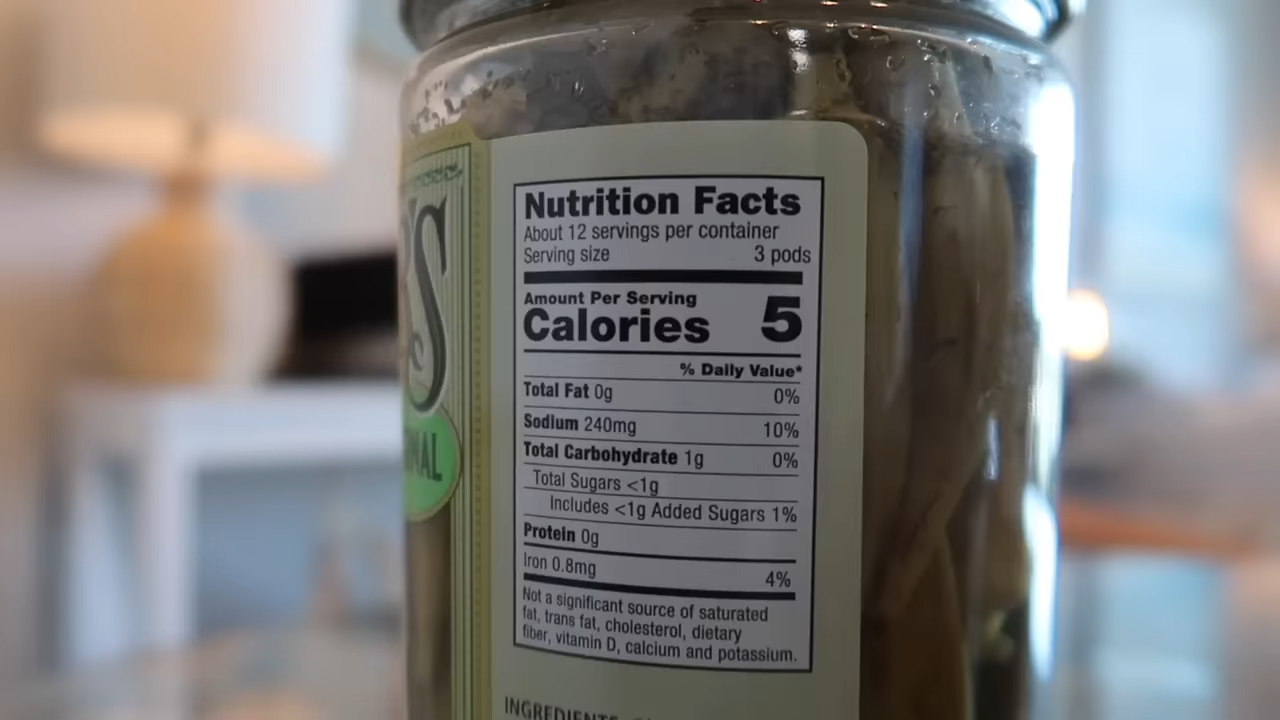 Nutrition Facts
About 12 servings per container
Serving size 3 pods
Amount Per Serving
Calories 5
% Daily Value*
Total Fat 0g 0%
Sodium 240mg 10%
Total Carbohydrate 1g 0%
Total Sugars <1g
Includes <1g Added Sugars 1%
Protein 0g
Iron 0.8mg 4%
Not a significant source of saturated
fat, trans fat, cholesterol, dietary
fiber, vitamin D, calcium and potassium.